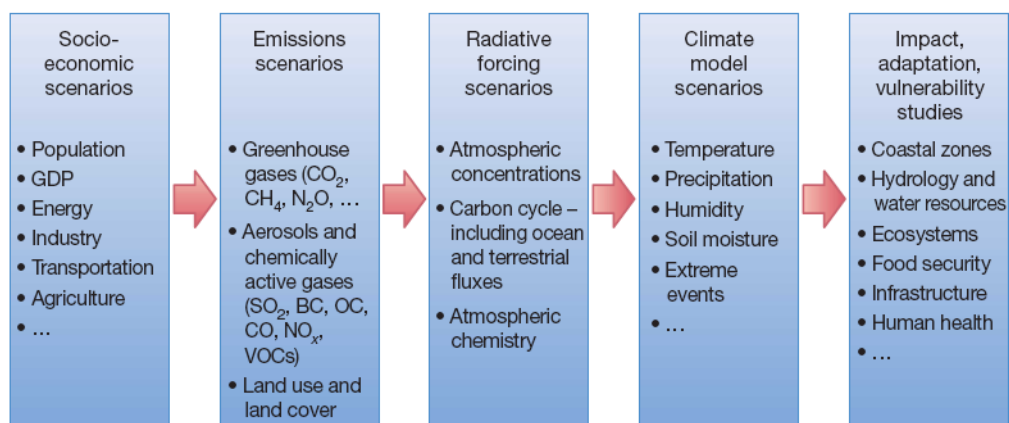 Socio-
economic
scenarios
• Population
• GDP
• Energy
• Industry
• Transportation
• Agriculture
• ...
Emissions
scenarios
• Greenhouse
gases (CO₂,
CH₄, N₂O, ...
• Aerosols and
chemically
active gases
(SO₂, BC, OC,
CO, NOₓ,
VOCs)
• Land use and
land cover
Radiative
forcing
scenarios
• Atmospheric
concentrations
• Carbon cycle –
including ocean
and terrestrial
fluxes
• Atmospheric
chemistry
Climate
model
scenarios
• Temperature
• Precipitation
• Humidity
• Soil moisture
• Extreme
events
• ...
Impact,
adaptation,
vulnerability
studies
• Coastal zones
• Hydrology and
water resources
• Ecosystems
• Food security
• Infrastructure
• Human health
• ...